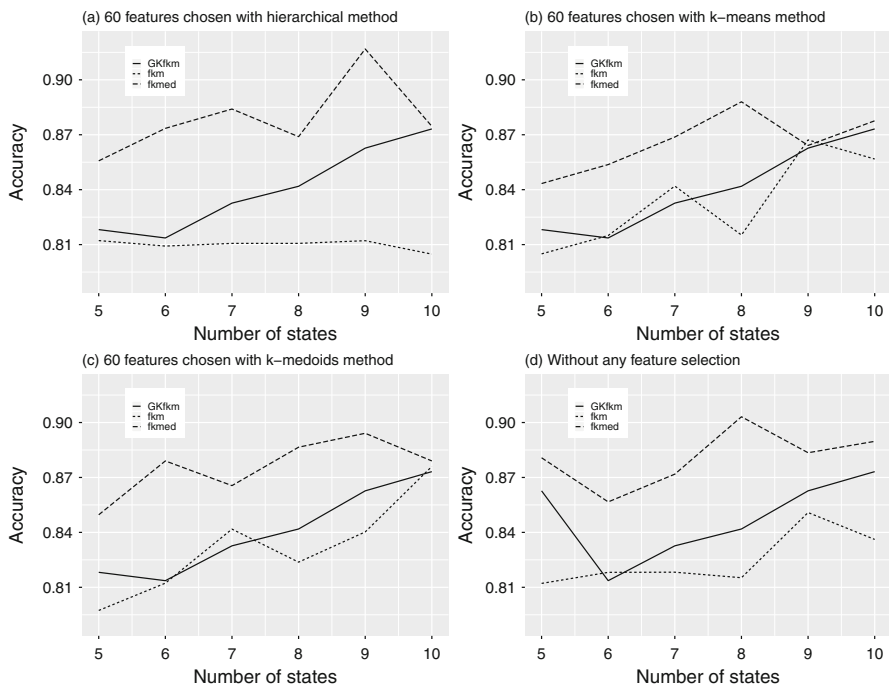 (a) 60 features chosen with hierarchical method
GKfkm
fkm
fkmed
0.90
0.87
0.84
0.81
Accuracy
5 6 7 8 9 10
Number of states
(b) 60 features chosen with k−means method
GKfkm
fkm
fkmed
0.90
0.87
0.84
0.81
Accuracy
5 6 7 8 9 10
Number of states
(c) 60 features chosen with k−medoids method
GKfkm
fkm
fkmed
0.90
0.87
0.84
0.81
Accuracy
5 6 7 8 9 10
Number of states
(d) Without any feature selection
GKfkm
fkm
fkmed
0.90
0.87
0.84
0.81
Accuracy
5 6 7 8 9 10
Number of states